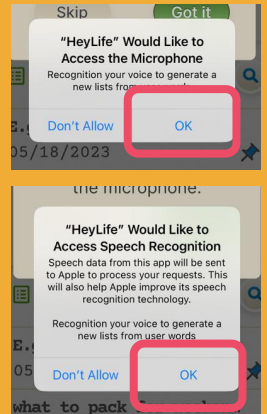 Skip Got it
"HeyLife" Would Like to
Access the Microphone
Recognition your voice to generate a
new lists from user words
Don't Allow OK
05/18/2023
the microphone.
"HeyLife" Would Like to
Access Speech Recognition
Speech data from this app will be sent
to Apple to process your requests. This
will also help Apple improve its speech
recognition technology.
Recognition your voice to generate a
new lists from user words
E.
05
Don't Allow OK
what to pack